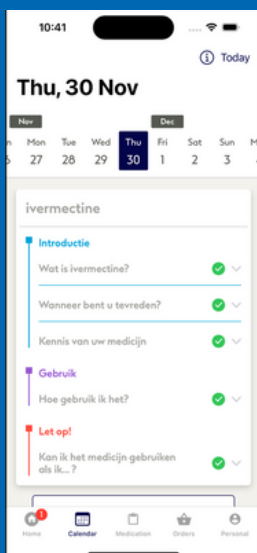 10:41
Today
Thu, 30 Nov
Nov Dec
Mon Tue Wed Thu Fri Sat Sun
27 28 29 30 1 2 3
ivermectine
Introductie
Wat is ivermectine?
Wanneer bent u tevreden?
Kennis van uw medicijn
Gebruik
Hoe gebruik ik het?
Let op!
Kan ik het medicijn gebruiken
als ik...?
1
Home Calendar Medication Orders Personal